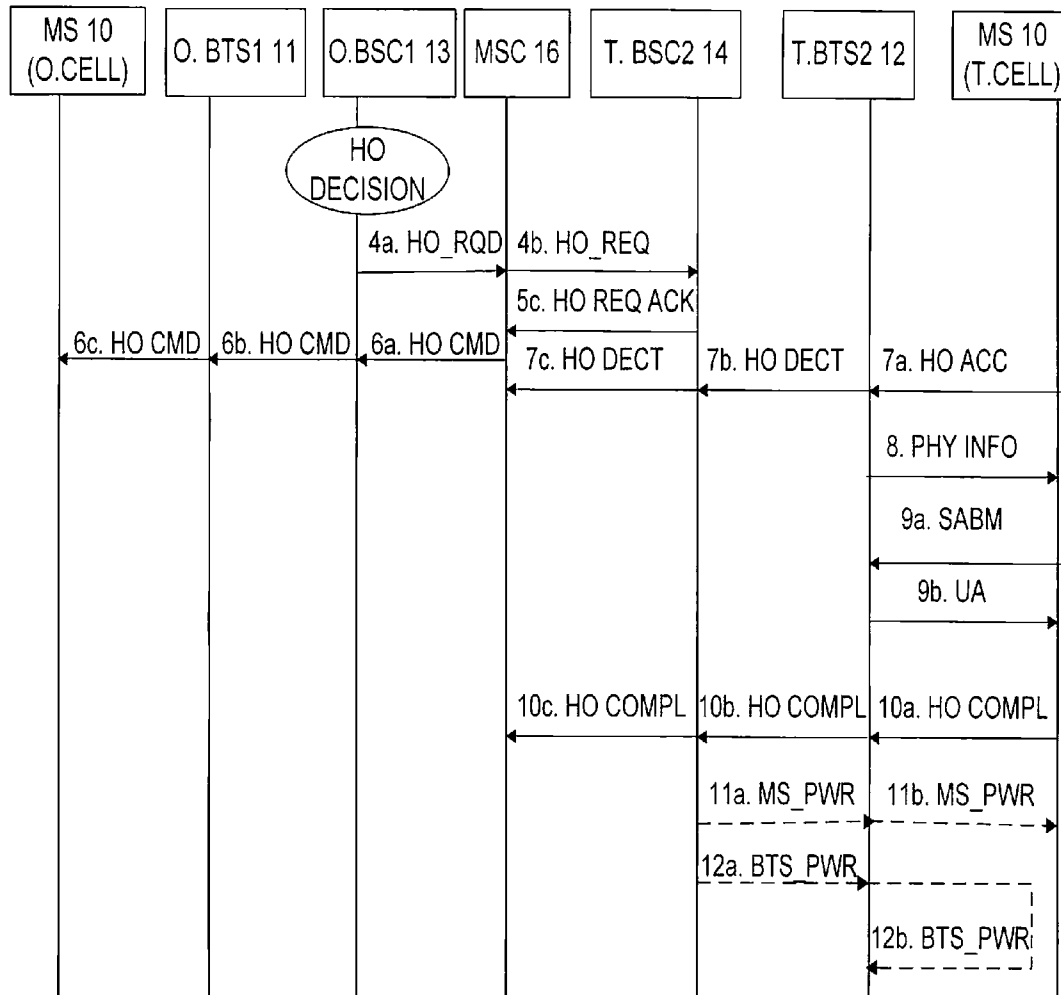 MS 10
(O.CELL)
O. BTS1 11
O.BSC1 13
MSC 16
T. BSC2 14
T.BTS2 12
MS 10
(T.CELL)
HO
DECISION
4a. HO_RQD
4b. HO_REQ
5c. HO REQ ACK
6c. HO CMD
6b. HO CMD
6a. HO CMD
7c. HO DECT
7b. HO DECT
7a. HO ACC
8. PHY INFO
9a. SABM
9b. UA
10c. HO COMPL
10b. HO COMPL
10a. HO COMPL
11a. MS_PWR
11b. MS_PWR
12a. BTS_PWR
12b. BTS_PWR